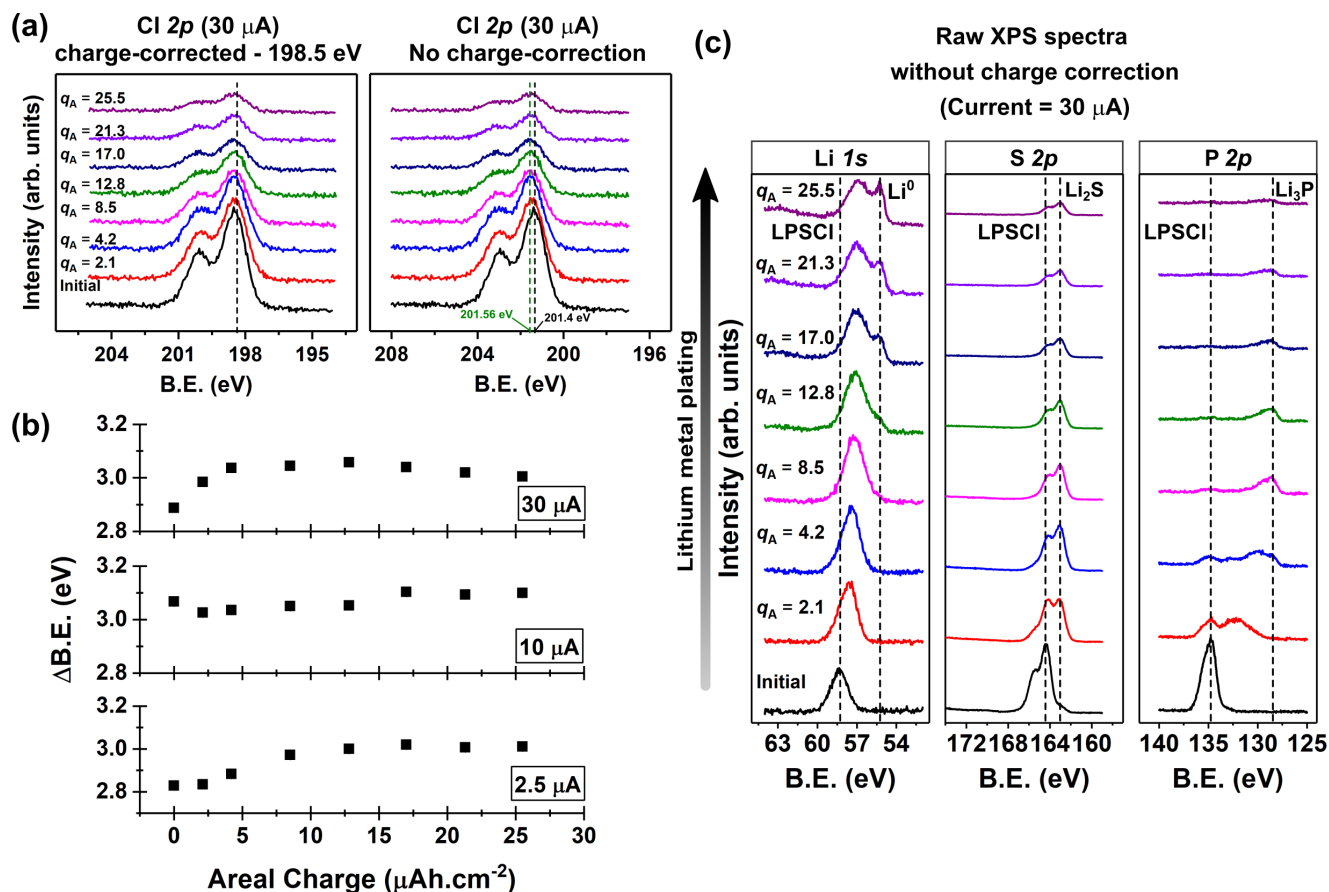 (a)
Cl 2p (30 μA)
charge-corrected - 198.5 eV
Intensity (arb. units)
qA = 25.5
qA = 21.3
qA = 17.0
qA = 12.8
qA = 8.5
qA = 4.2
qA = 2.1
Initial
204 201 198 195
B.E. (eV)
Cl 2p (30 μA)
No charge-correction
201.56 eV
201.4 eV
208 204 200 196
B.E. (eV)
(b)
ΔB.E. (eV)
3.2
3.0
2.8
30 μA
3.2
3.0
2.8
10 μA
3.2
3.0
2.8
2.5 μA
0 5 10 15 20 25 30
Areal Charge (μAh.cm-2)
(c)
Raw XPS spectra
without charge correction
(Current = 30 μA)
Lithium metal plating
Intensity (arb. units)
Li 1s
qA = 25.5
Li0
LPSCl
qA = 21.3
qA = 17.0
qA = 12.8
qA = 8.5
qA = 4.2
qA = 2.1
Initial
63 60 57 54
B.E. (eV)
S 2p
Li2S
LPSCl
172 168 164 160
B.E. (eV)
P 2p
Li3P
LPSCl
140 135 130 125
B.E. (eV)